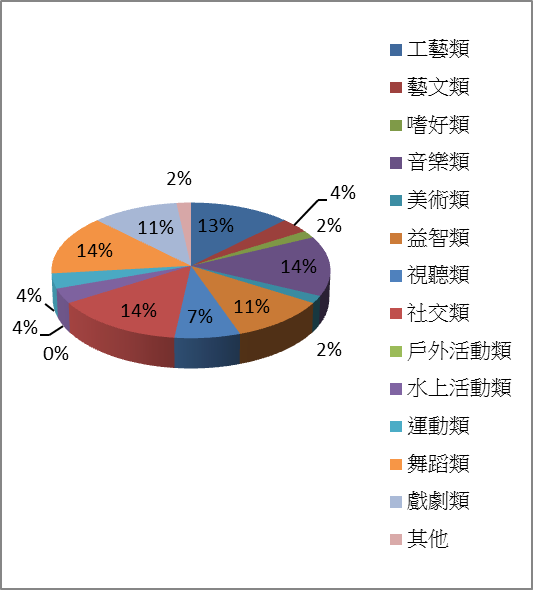 工藝類
藝文類
嗜好類
音樂類
美術類
益智類
視聽類
社交類
戶外活動類
水上活動類
運動類
舞蹈類
戲劇類
其他
2%
13%
4%
2%
14%
2%
11%
7%
14%
0%
4%
4%
14%
11%